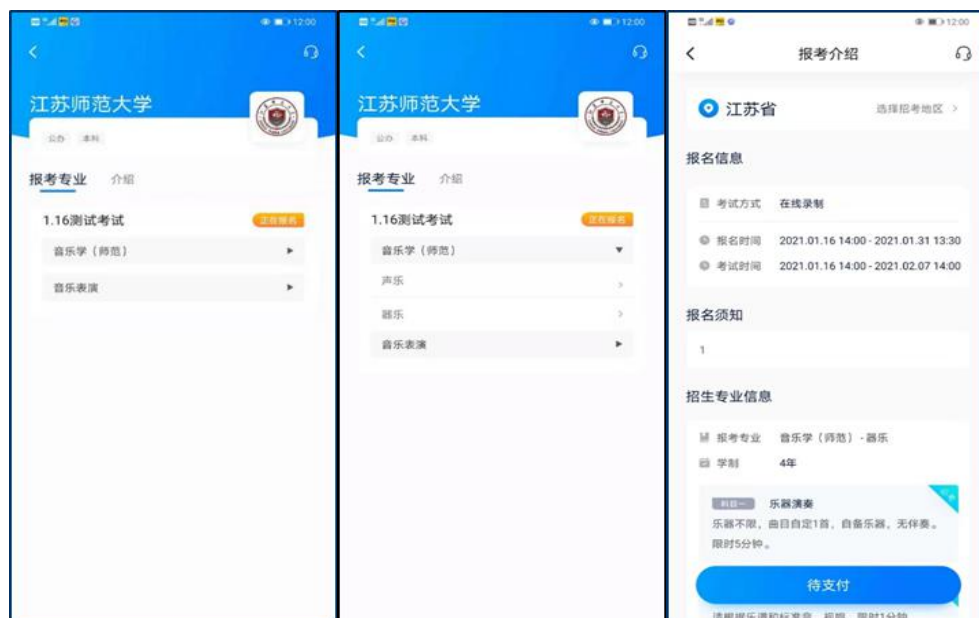 12:00
江苏师范大学
公办 本科
报考专业 介绍
1.16测试考试 正在报名
音乐学（师范）
音乐表演
12:00
江苏师范大学
公办 本科
报考专业 介绍
1.16测试考试 正在报名
音乐学（师范）
声乐
器乐
音乐表演
12:00
报考介绍
江苏省 选择招考地区
报名信息
考试方式 在线录制
报名时间 2021.01.16 14:00 - 2021.01.31 13:30
考试时间 2021.01.16 14:00 - 2021.02.07 14:00
报名须知
1
招生专业信息
报考专业 音乐学（师范）- 器乐
学制 4年
科目一 乐器演奏
乐器不限，曲目自定1首，自备乐器，无伴奏。
限时5分钟。
待支付